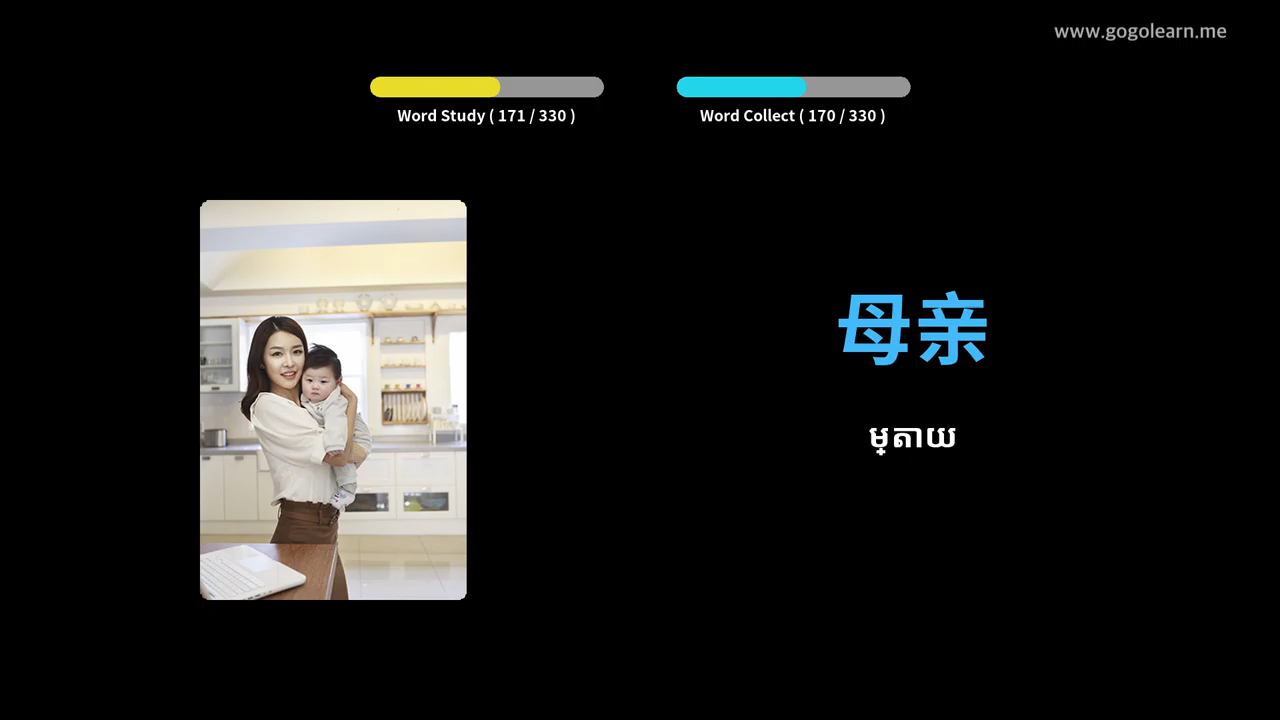 www.gogolearn.me
Word Study ( 171 / 330 )
Word Collect ( 170 / 330 )
母亲
ម្តាយ